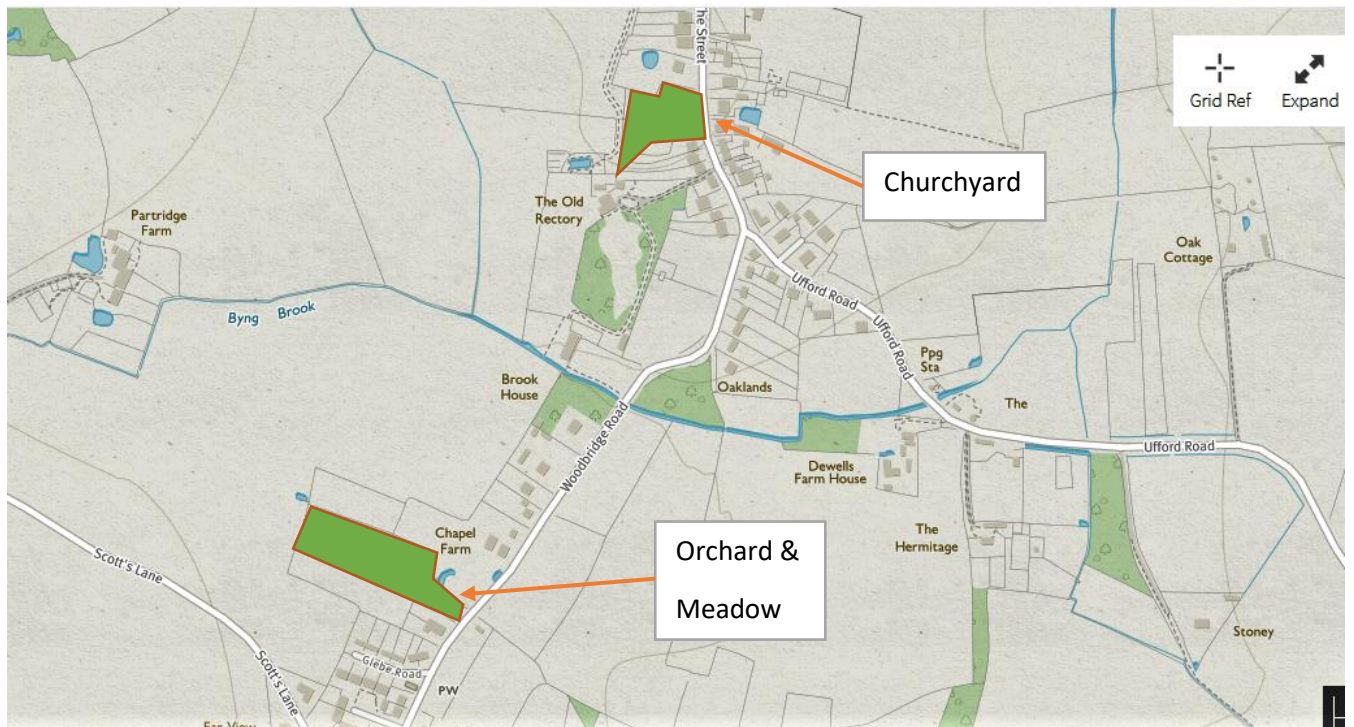 The Street
Grid Ref
Expand
Churchyard
The Old
Rectory
Partridge
Farm
Oak
Cottage
Ufford Road
Ufford Road
Byng Brook
Ppg
Sta
Brook
House
Oaklands
The
Woodbridge Road
Ufford Road
Dewells
Farm House
The
Hermitage
Chapel
Farm
Orchard &
Meadow
Scott's Lane
Stoney
Glebe Road
Scott's Lane
PW
Far View